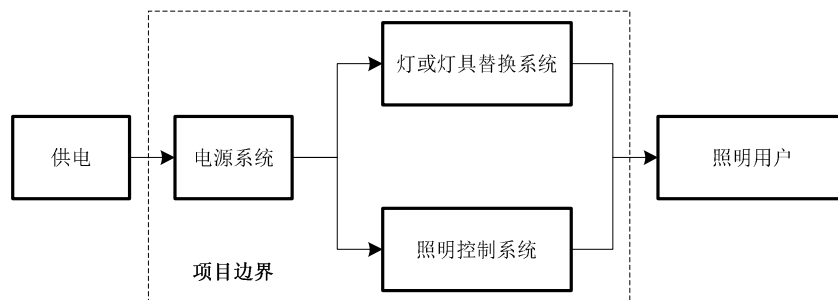 灯或灯具替换系统
供电
电源系统
照明用户
照明控制系统
项目边界